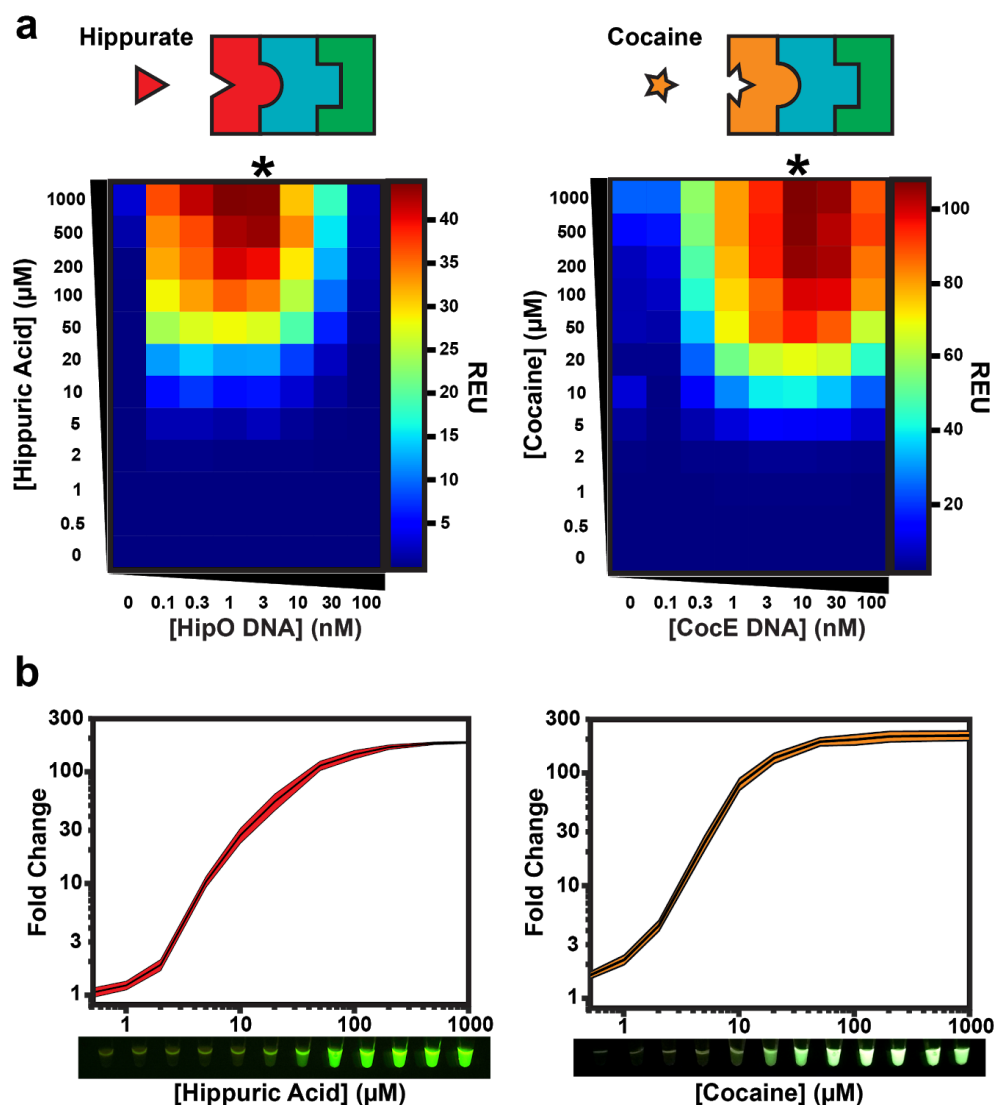 a
Hippurate
Cocaine
*
*
[Hippuric Acid] (µM)
1000
500
200
100
50
20
10
5
2
1
0.5
0
0 0.1 0.3 1 3 10 30 100
[HipO DNA] (nM)
40
35
30
25
20
15
10
5
REU
[Cocaine] (µM)
1000
500
200
100
50
20
10
5
2
1
0.5
0
0 0.1 0.3 1 3 10 30 100
[CocE DNA] (nM)
100
80
60
40
20
REU
b
Fold Change
300
100
30
10
3
1
1 10 100 1000
[Hippuric Acid] (µM)
Fold Change
300
100
30
10
3
1
1 10 100 1000
[Cocaine] (µM)